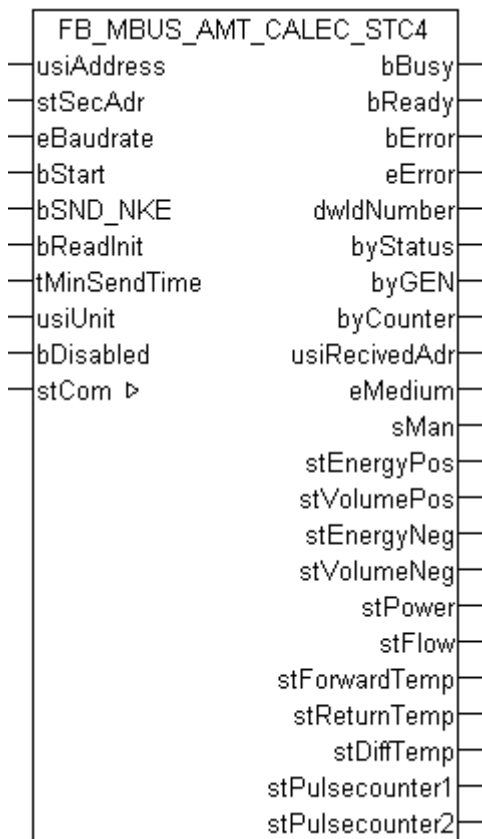 FB_MBUS_AMT_CALEC_STC4
usiAddress bBusy
stSecAdr bReady
eBaudrate bError
bStart eError
bSND_NKE dwIdNumber
bReadInit byStatus
tMinSendTime byGEN
usiUnit byCounter
bDisabled usiRecivedAdr
stCom ▷ eMedium
sMan
stEnergyPos
stVolumePos
stEnergyNeg
stVolumeNeg
stPower
stFlow
stForwardTemp
stReturnTemp
stDiffTemp
stPulsecounter1
stPulsecounter2